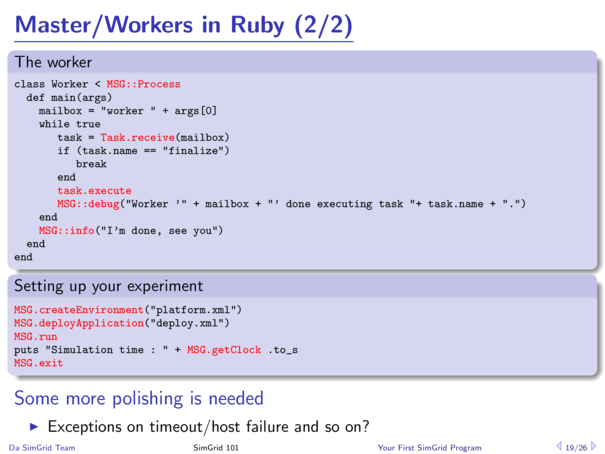 Master/Workers in Ruby (2/2)
The worker
class Worker < MSG::Process
  def main(args)
    mailbox = "worker " + args[0]
    while true
       task = Task.receive(mailbox)
       if (task.name == "finalize")
          break
       end
       task.execute
       MSG::debug("Worker '" + mailbox + "' done executing task "+ task.name + ".")
    end
    MSG::info("I'm done, see you")
  end
end
Setting up your experiment
MSG.createEnvironment("platform.xml")
MSG.deployApplication("deploy.xml")
MSG.run
puts "Simulation time : " + MSG.getClock .to_s
MSG.exit
Some more polishing is needed
▶ Exceptions on timeout/host failure and so on?
Da SimGrid Team SimGrid 101 Your First SimGrid Program 19/26